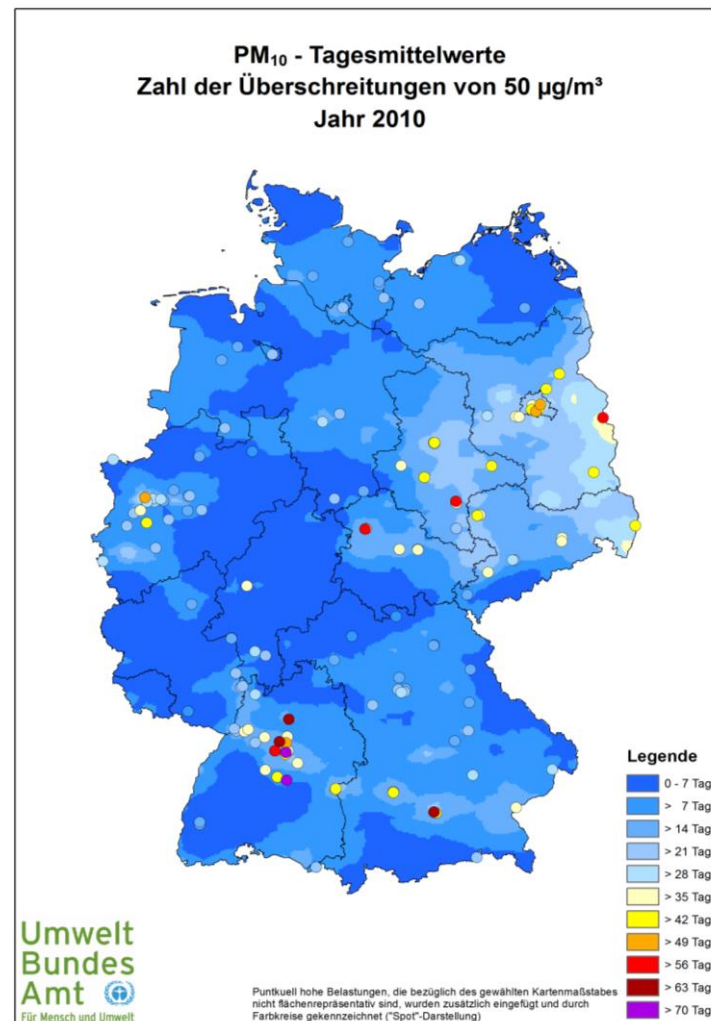 PM₁₀ - Tagesmittelwerte
Zahl der Überschreitungen von 50 µg/m³
Jahr 2010
Legende
0 - 7 Tag
> 7 Tag
> 14 Tag
> 21 Tag
> 28 Tag
> 35 Tag
> 42 Tag
> 49 Tag
> 56 Tag
> 63 Tag
> 70 Tag
Umwelt
Bundes
Amt
Für Mensch und Umwelt
Punktuell hohe Belastungen, die bezüglich des gewählten Kartenmaßstabes
nicht flächenrepräsentativ sind, wurden zusätzlich eingefügt und durch
Farbkreise gekennzeichnet ("Spot"-Darstellung)